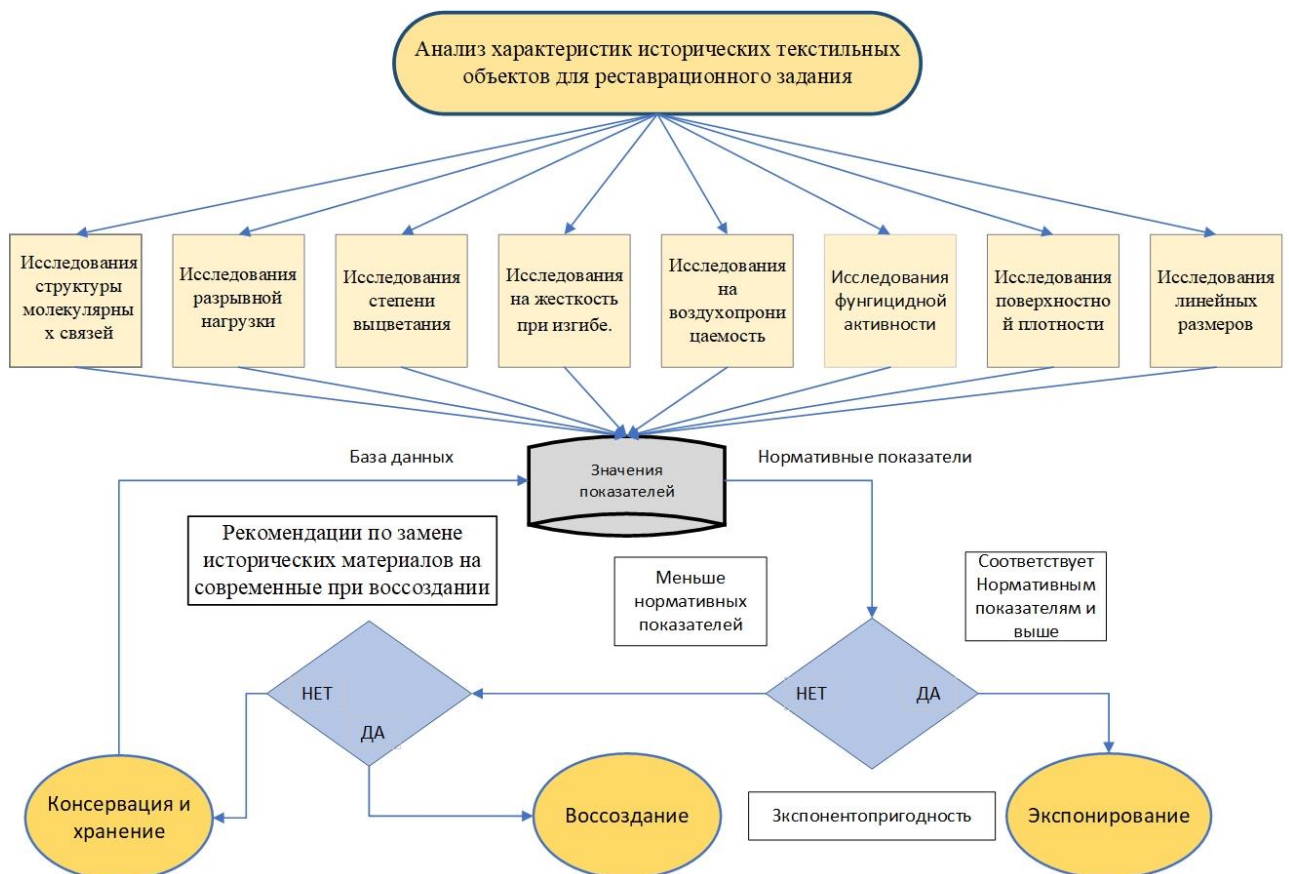 Анализ характеристик исторических текстильных
объектов для реставрационного задания
Исследования
структуры
молекулярны
х связей
Исследования
разрывной
нагрузки
Исследования
степени
выцветания
Исследования
на жесткость
при изгибе.
Исследования
на
воздухопрони
цаемость
Исследования
фунгицидной
активности
Исследования
поверхностно
й плотности
Исследования
линейных
размеров
База данных
Значения
показателей
Нормативные показатели
Рекомендации по замене
исторических материалов на
современные при воссоздании
Меньше
нормативных
показателей
Соответствует
Нормативным
показателям и
выше
НЕТ
ДА
НЕТ
ДА
Консервация и
хранение
Воссоздание
Зкспонентопригодность
Экспонирование